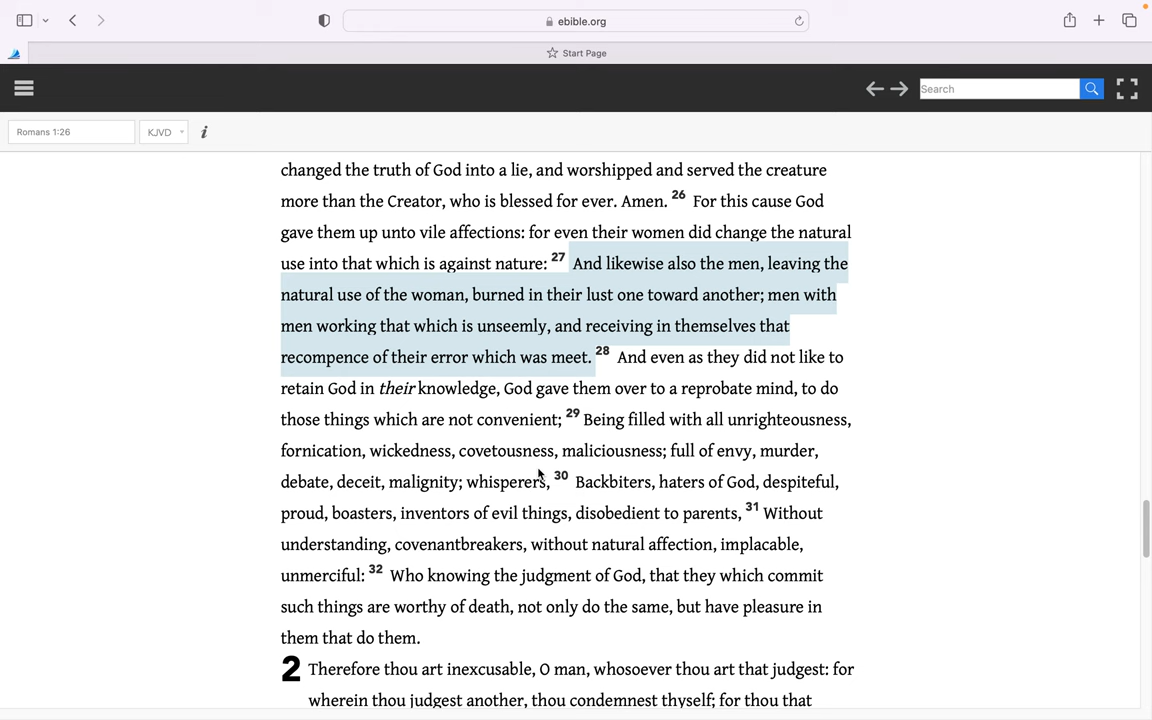 ebible.org
Start Page
Search
Romans 1:26
KJVD
i
changed the truth of God into a lie, and worshipped and served the creature
more than the Creator, who is blessed for ever. Amen. 26 For this cause God
gave them up unto vile affections: for even their women did change the natural
use into that which is against nature: 27 And likewise also the men, leaving the
natural use of the woman, burned in their lust one toward another; men with
men working that which is unseemly, and receiving in themselves that
recompence of their error which was meet. 28 And even as they did not like to
retain God in their knowledge, God gave them over to a reprobate mind, to do
those things which are not convenient; 29 Being filled with all unrighteousness,
fornication, wickedness, covetousness, maliciousness; full of envy, murder,
debate, deceit, malignity; whisperers, 30 Backbiters, haters of God, despiteful,
proud, boasters, inventors of evil things, disobedient to parents, 31 Without
understanding, covenantbreakers, without natural affection, implacable,
unmerciful: 32 Who knowing the judgment of God, that they which commit
such things are worthy of death, not only do the same, but have pleasure in
them that do them.
2 Therefore thou art inexcusable, O man, whosoever thou art that judgest: for
wherein thou judgest another, thou condemnest thyself; for thou that